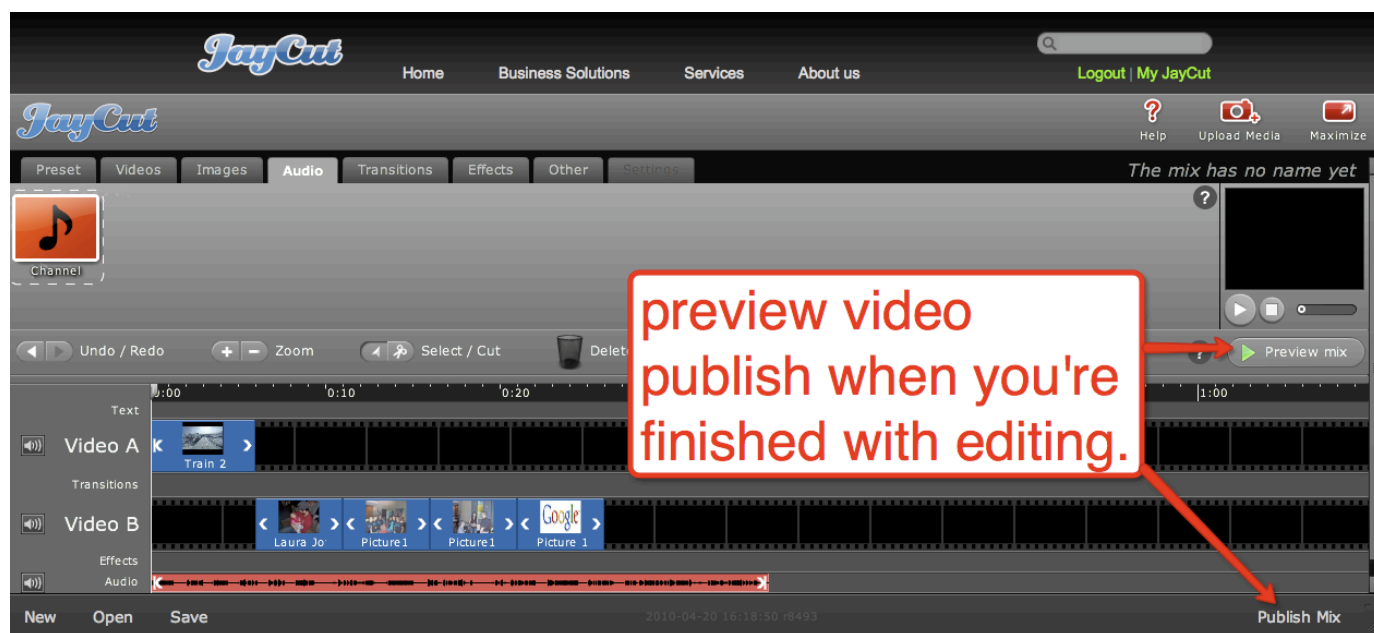 JayCut
Home Business Solutions Services About us
Logout | My JayCut
JayCut
Help Upload Media Maximize
Preset Videos Images Audio Transitions Effects Other Settings
The mix has no name yet
?
Channel
preview video
publish when you're
finished with editing.
Undo / Redo Zoom Select / Cut Delete
? Preview mix
0:00 0:10 0:20 1:00
Text
Video A
Train 2
Transitions
Video B
Google
Laura Jo Picture1 Picture1 Picture 1
Effects
Audio
New Open Save
2010-04-20 16:18:50 r8493
Publish Mix